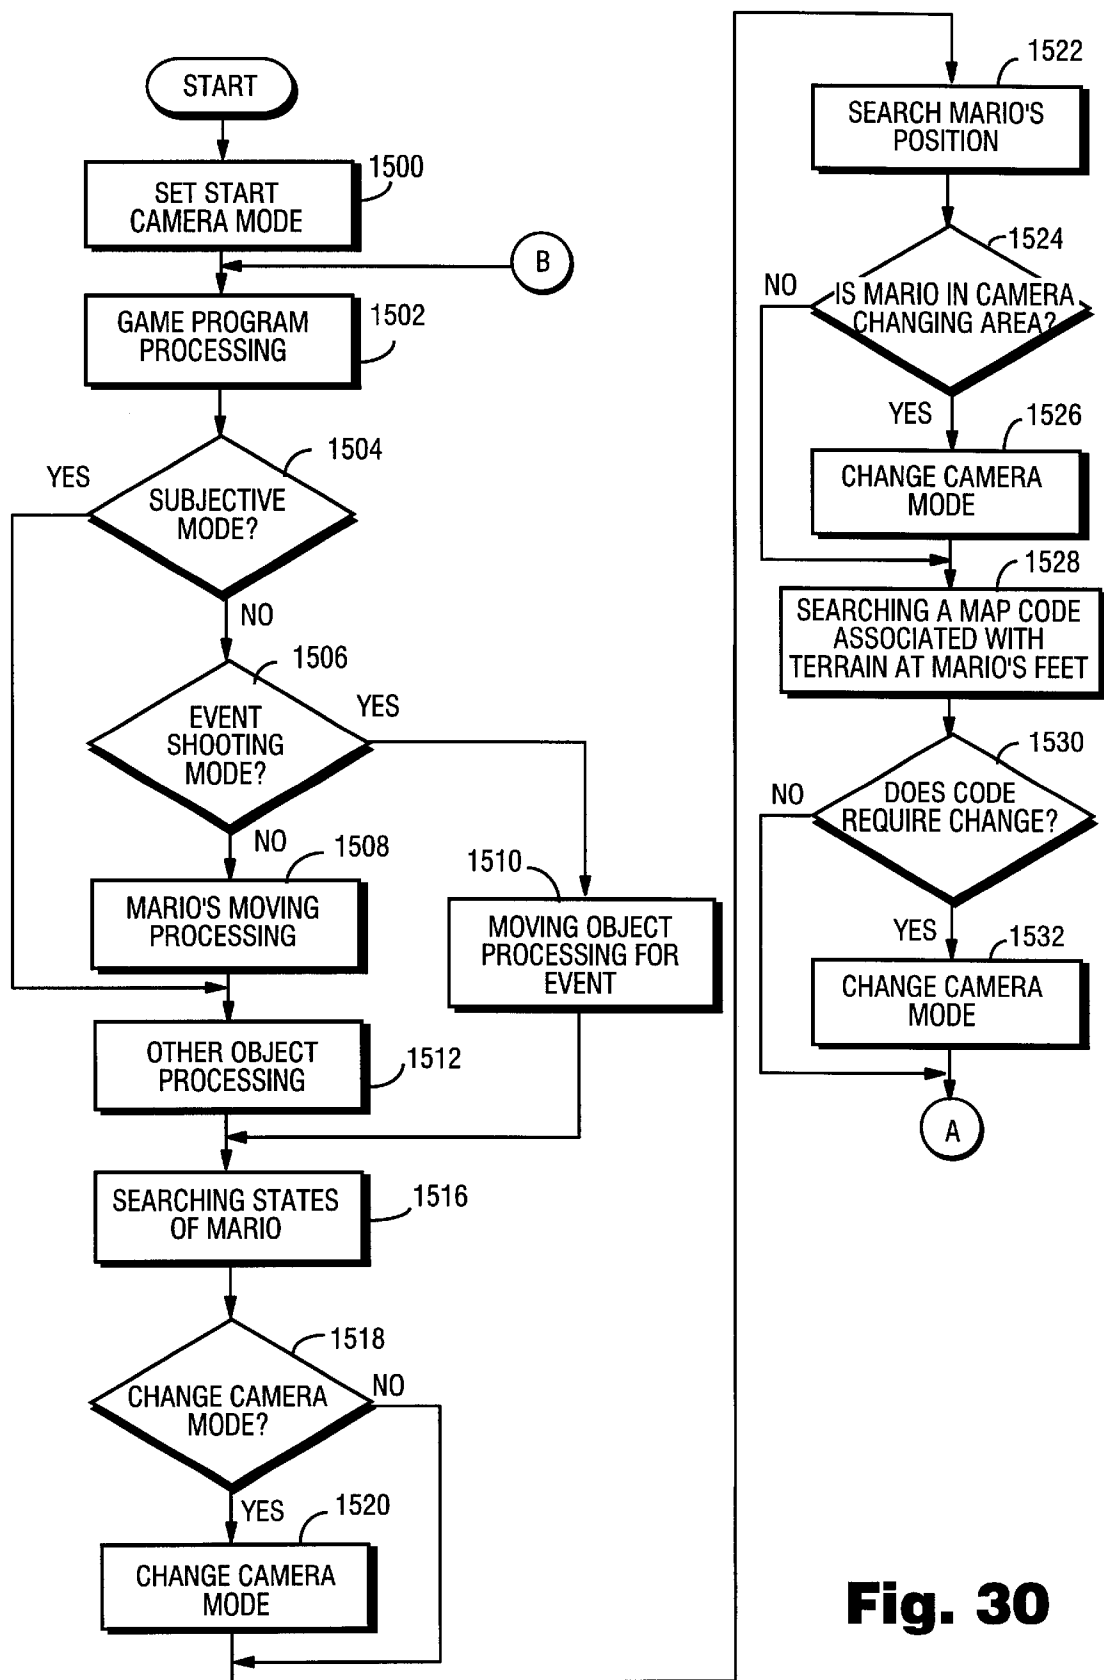 START
1500
SET START
CAMERA MODE
B
1502
GAME PROGRAM
PROCESSING
1504
YES
SUBJECTIVE
MODE?
NO
1506
YES
EVENT
SHOOTING
MODE?
NO
1508
MARIO'S MOVING
PROCESSING
1510
MOVING OBJECT
PROCESSING FOR
EVENT
OTHER OBJECT
PROCESSING
1512
SEARCHING STATES
OF MARIO
1516
1518
CHANGE CAMERA
MODE?
NO
YES
1520
CHANGE CAMERA
MODE
1522
SEARCH MARIO'S
POSITION
1524
NO
IS MARIO IN CAMERA
CHANGING AREA?
YES
1526
CHANGE CAMERA
MODE
1528
SEARCHING A MAP CODE
ASSOCIATED WITH
TERRAIN AT MARIO'S FEET
1530
NO
DOES CODE
REQUIRE CHANGE?
YES
1532
CHANGE CAMERA
MODE
A
Fig. 30